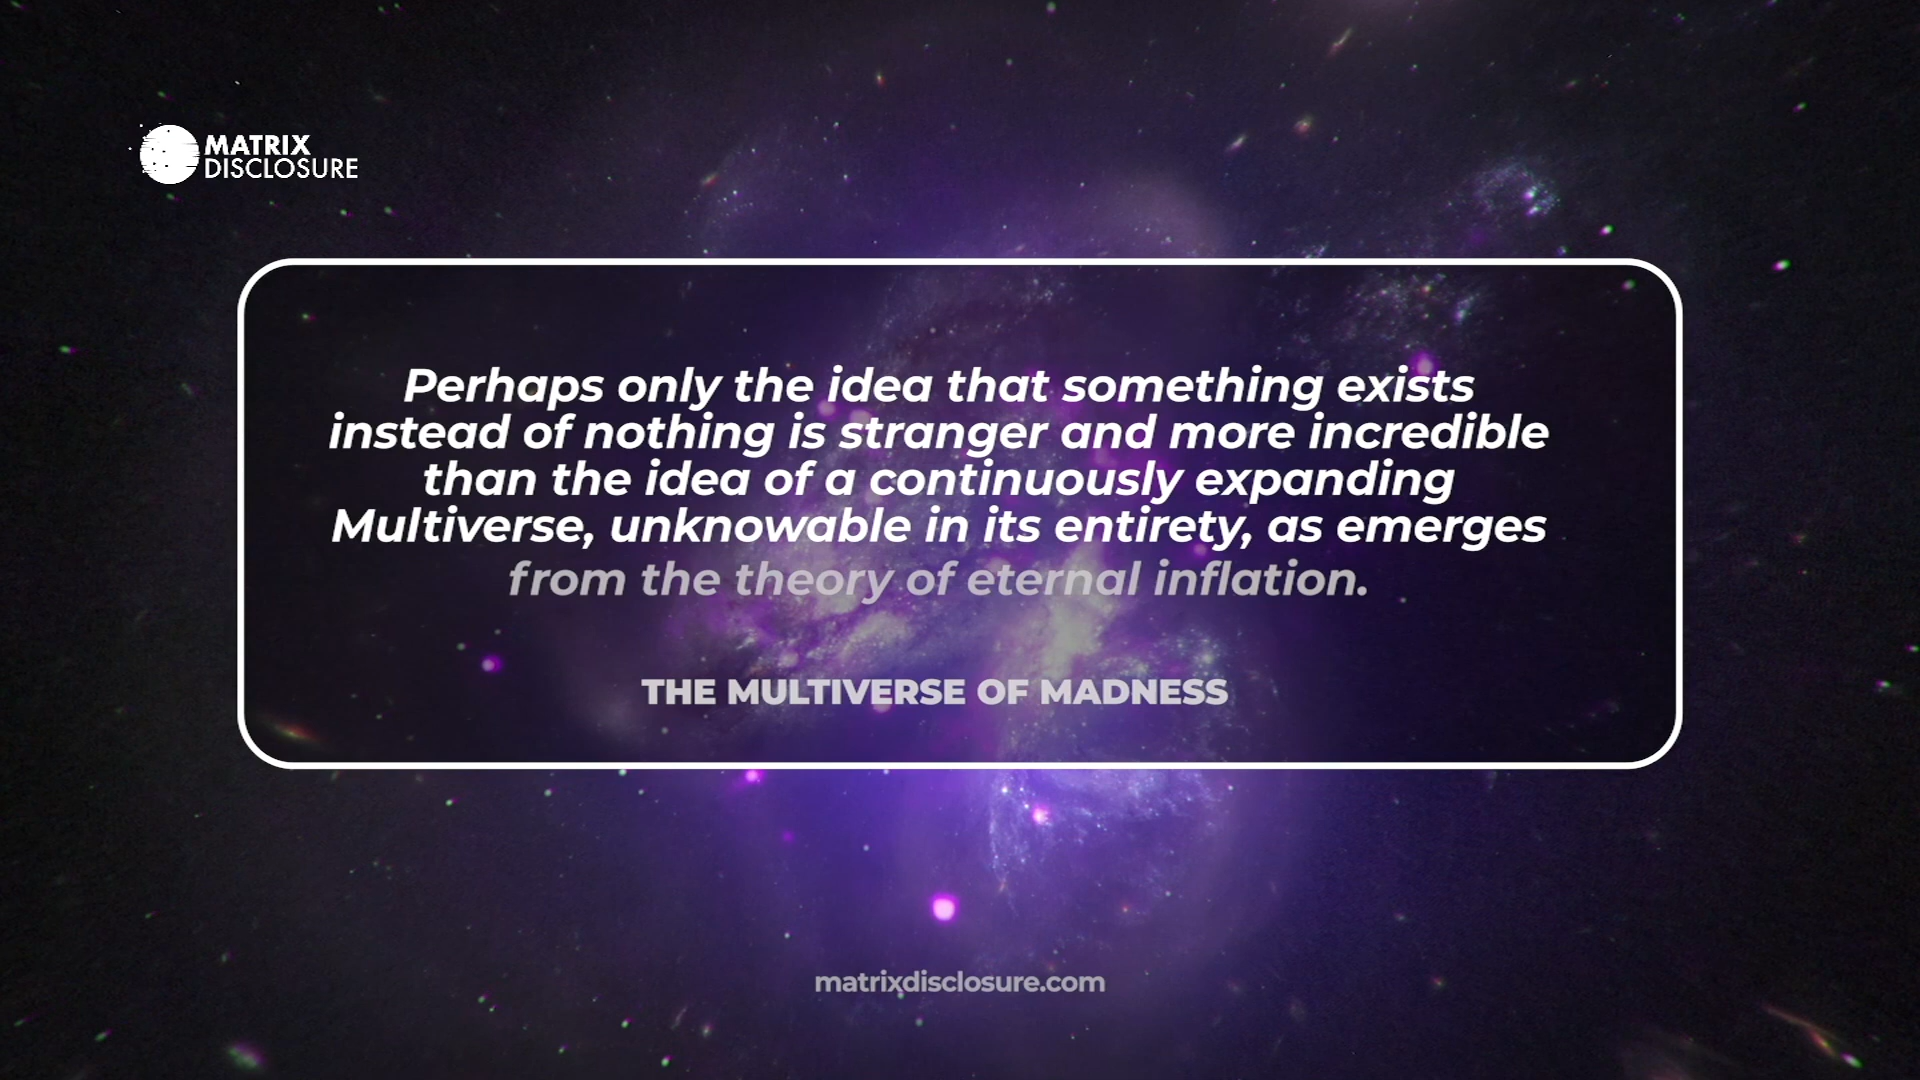 MATRIX
DISCLOSURE
Perhaps only the idea that something exists
instead of nothing is stranger and more incredible
than the idea of a continuously expanding
Multiverse, unknowable in its entirety, as emerges
from the theory of eternal inflation.
THE MULTIVERSE OF MADNESS
matrixdisclosure.com